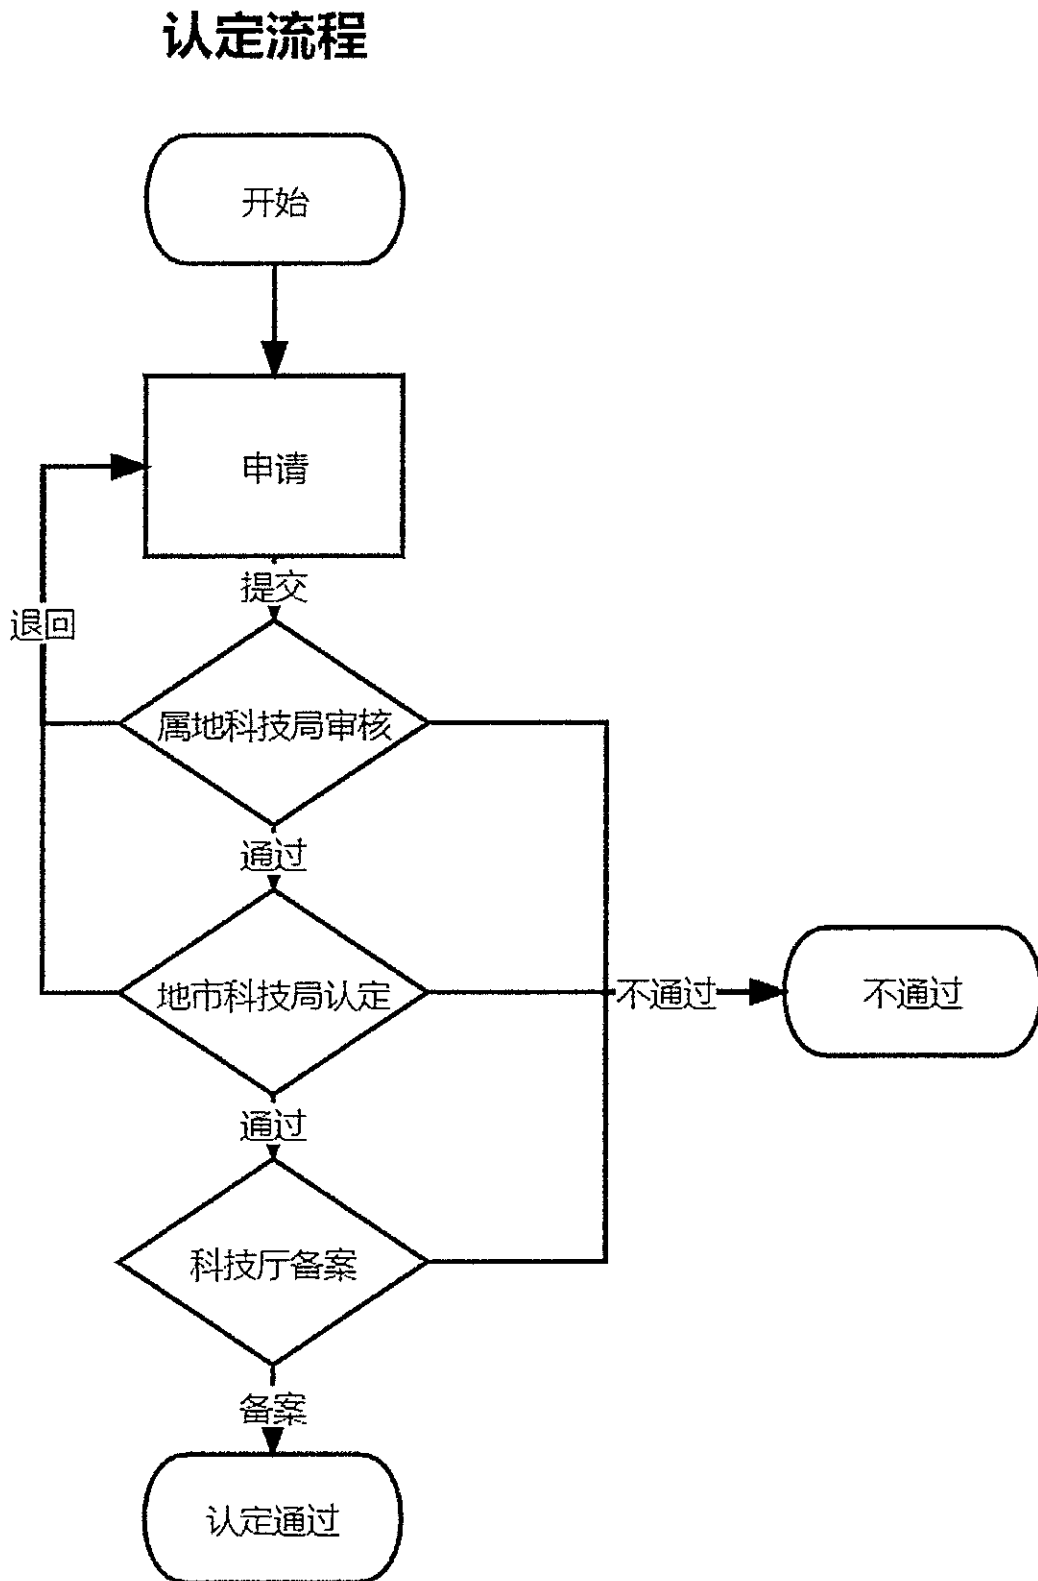 认定流程
开始
申请
提交
退回
属地科技局审核
通过
地市科技局认定
不通过
不通过
通过
科技厅备案
备案
认定通过